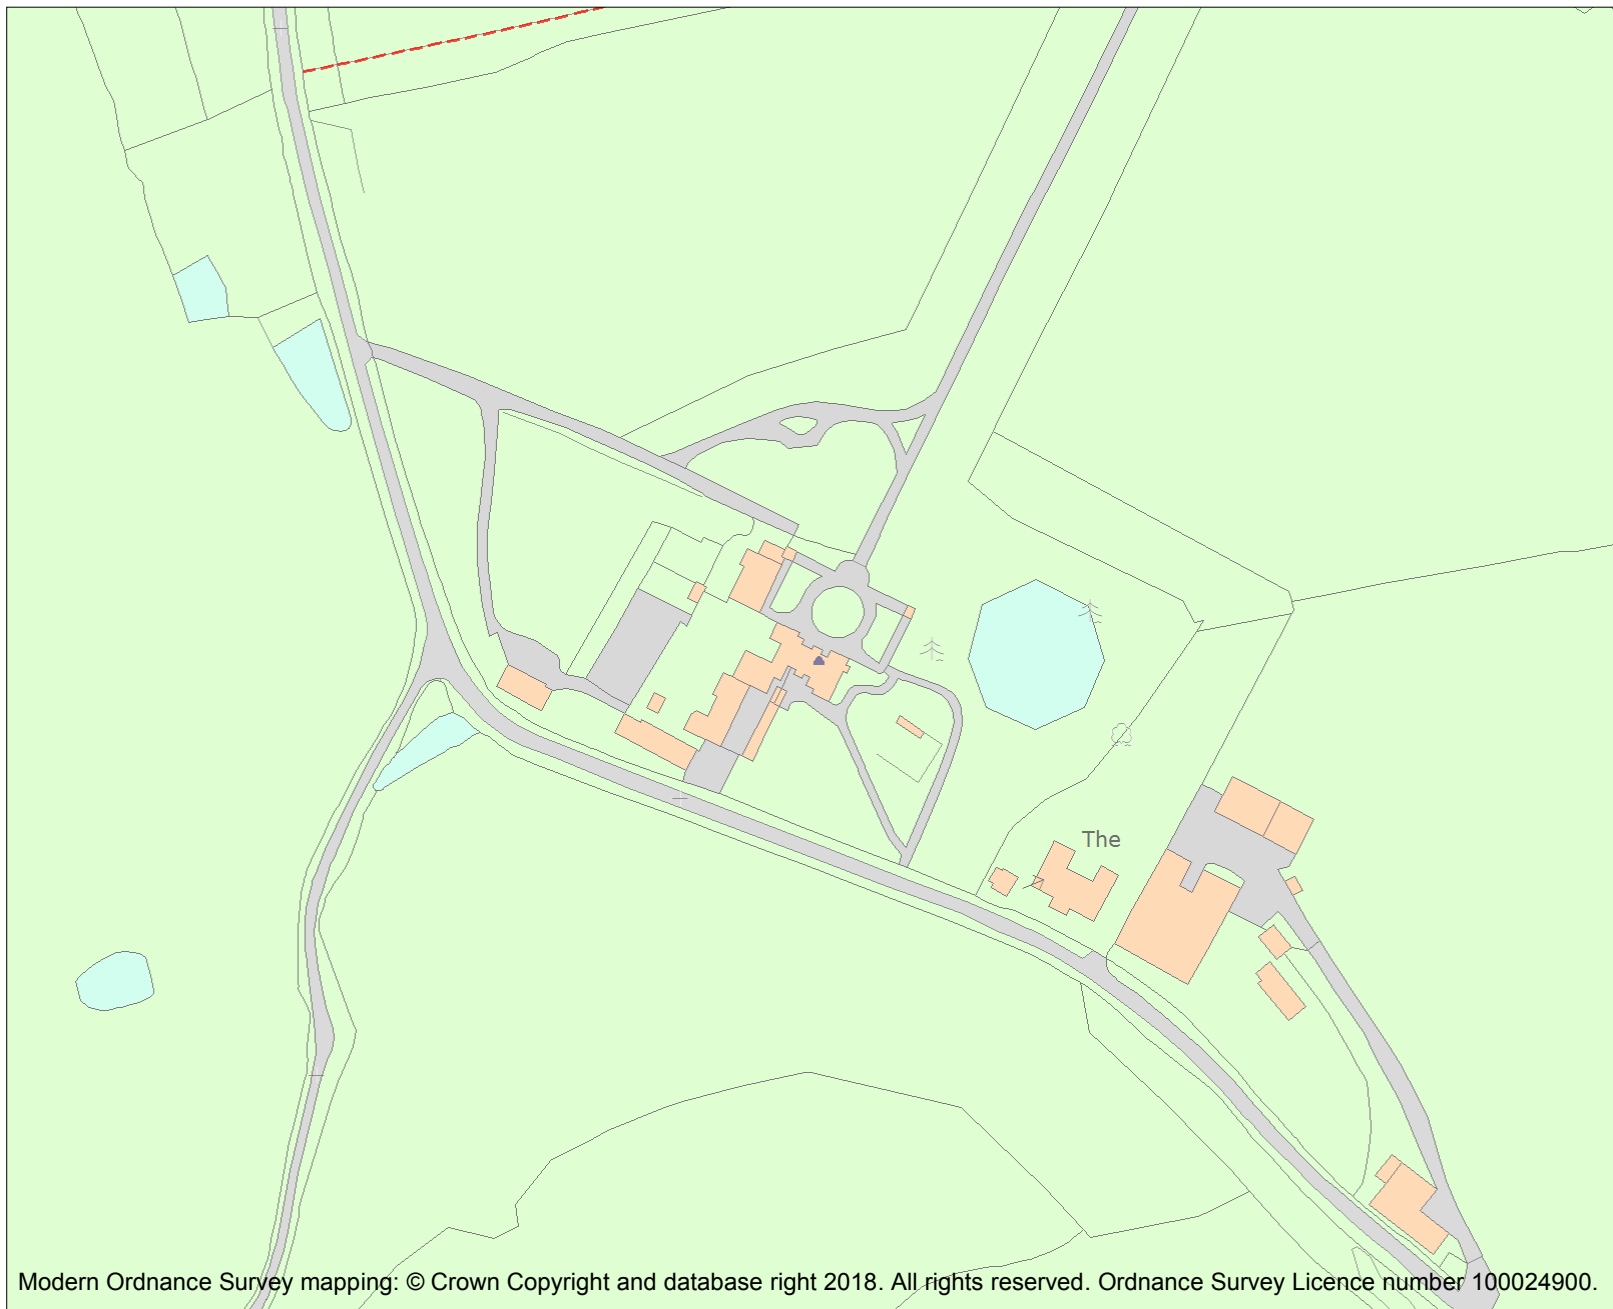 The
Modern Ordnance Survey mapping: © Crown Copyright and database right 2018. All rights reserved. Ordnance Survey Licence number 100024900.